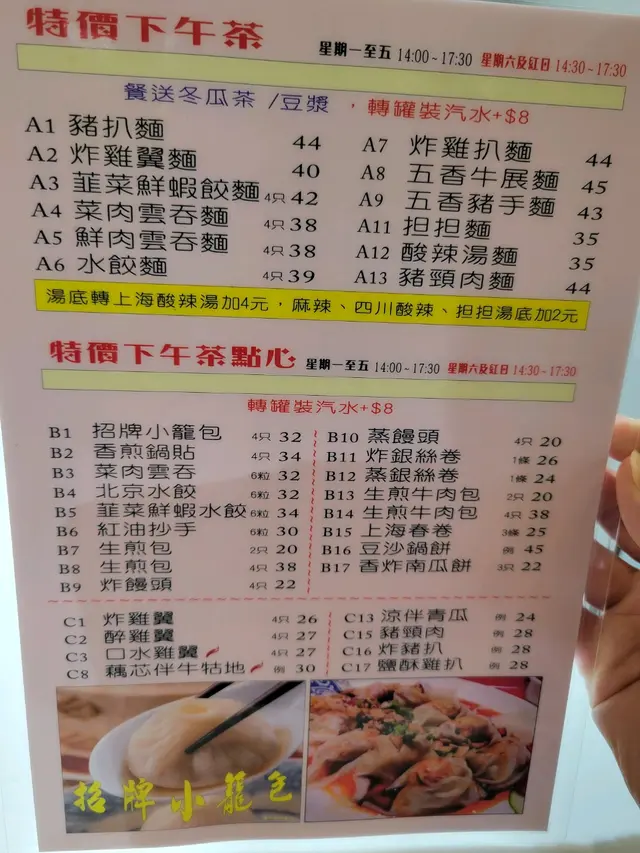 特價下午茶 星期一至五 14:00~17:30 星期六及紅日 14:30~17:30
餐送冬瓜茶 /豆漿 ，轉罐裝汽水+$8
A1 豬扒麵 44
A2 炸雞翼麵 40
A3 韮菜鮮蝦餃麵 4只 42
A4 菜肉雲吞麵 4只 38
A5 鮮肉雲吞麵 4只 38
A6 水餃麵 4只 39
A7 炸雞扒麵 44
A8 五香牛展麵 45
A9 五香豬手麵 43
A11 担担麵 35
A12 酸辣湯麵 35
A13 豬頸肉麵 44
湯底轉上海酸辣湯加4元，麻辣、四川酸辣、担担湯底加2元
特價下午茶點心 星期一至五 14:00~17:30 星期六及紅日 14:30~17:30
轉罐裝汽水+$8
B1 招牌小籠包 4只 32
B2 香煎鍋貼 4只 34
B3 菜肉雲吞 6粒 32
B4 北京水餃 6粒 32
B5 韮菜鮮蝦水餃 6粒 34
B6 紅油抄手 6粒 30
B7 生煎包 2只 20
B8 生煎包 4只 38
B9 炸饅頭 4只 22
B10 蒸饅頭 4只 20
B11 炸銀絲卷 1條 26
B12 蒸銀絲卷 1條 24
B13 生煎牛肉包 2只 20
B14 生煎牛肉包 4只 38
B15 上海春卷 3條 25
B16 豆沙鍋餅 例 45
B17 香炸南瓜餅 3只 22
C1 炸雞翼 4只 26
C2 醉雞翼 4只 27
C3 口水雞翼 4只 27
C8 藕芯伴牛牯地 例 30
C13 涼伴青瓜 例 24
C15 豬頸肉 例 28
C16 炸豬扒 例 28
C17 鹽酥雞扒 例 28
招牌小籠包